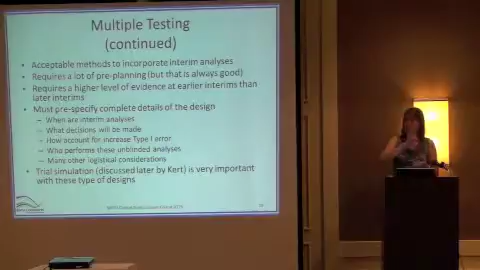 Multiple Testing
(continued)
• Acceptable methods to incorporate interim analyses
• Requires a lot of pre-planning (but that is always good)
• Requires a higher level of evidence at earlier interims than
later interims
• Must pre-specify complete details of the design
– When are interim analyses
– What decisions will be made
– How account for increase Type I error
– Who performs these unblinded analyses
– Many other logistical considerations
• Trial simulation (discussed later by Kert) is very important
with these type of designs